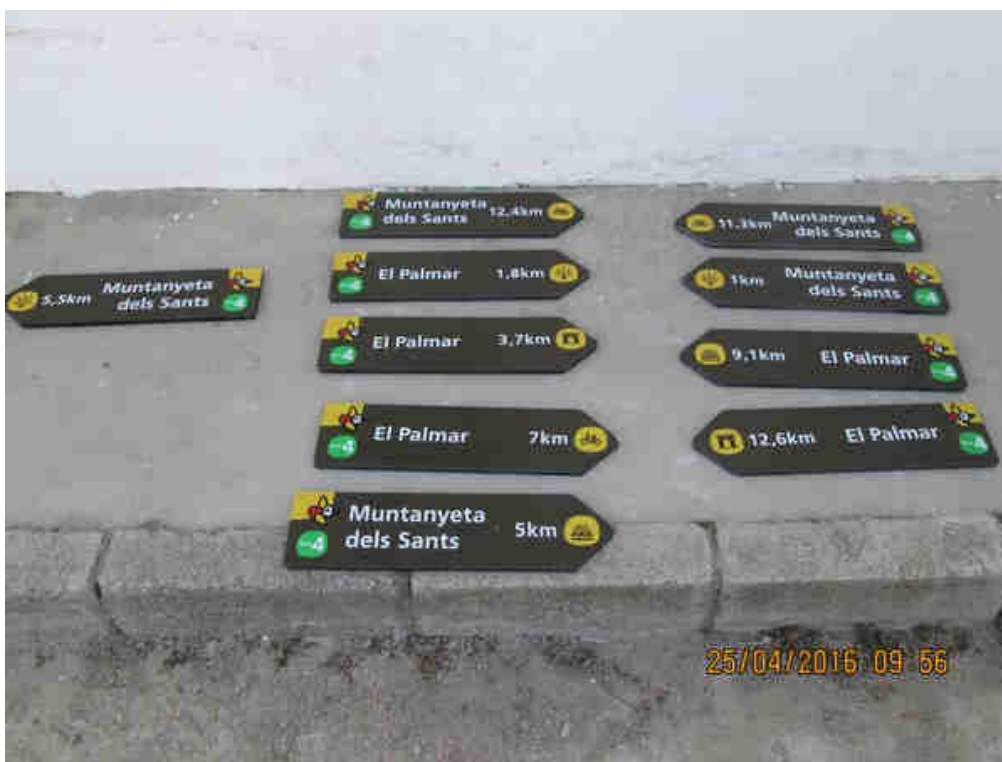 5,5km Muntanyeta
dels Sants
4
Muntanyeta
dels Sants 12,4km
4
El Palmar 1,8km
4
El Palmar 3,7km
4
El Palmar 7km
4
Muntanyeta
dels Sants 5km
4
11,3km Muntanyeta
dels Sants
4
1km Muntanyeta
dels Sants
4
9,1km El Palmar
4
12,6km El Palmar
4
25/04/2016 09:56